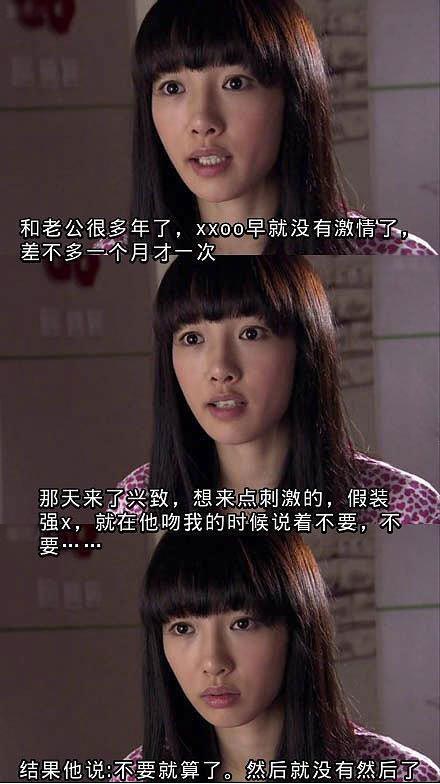 和老公很多年了，xxoo早就没有激情了，
差不多一个月才一次
那天来了兴致，想来点刺激的，假装
强x，就在他吻我的时候说着不要，不
要……
结果他说:不要就算了。然后就没有然后了